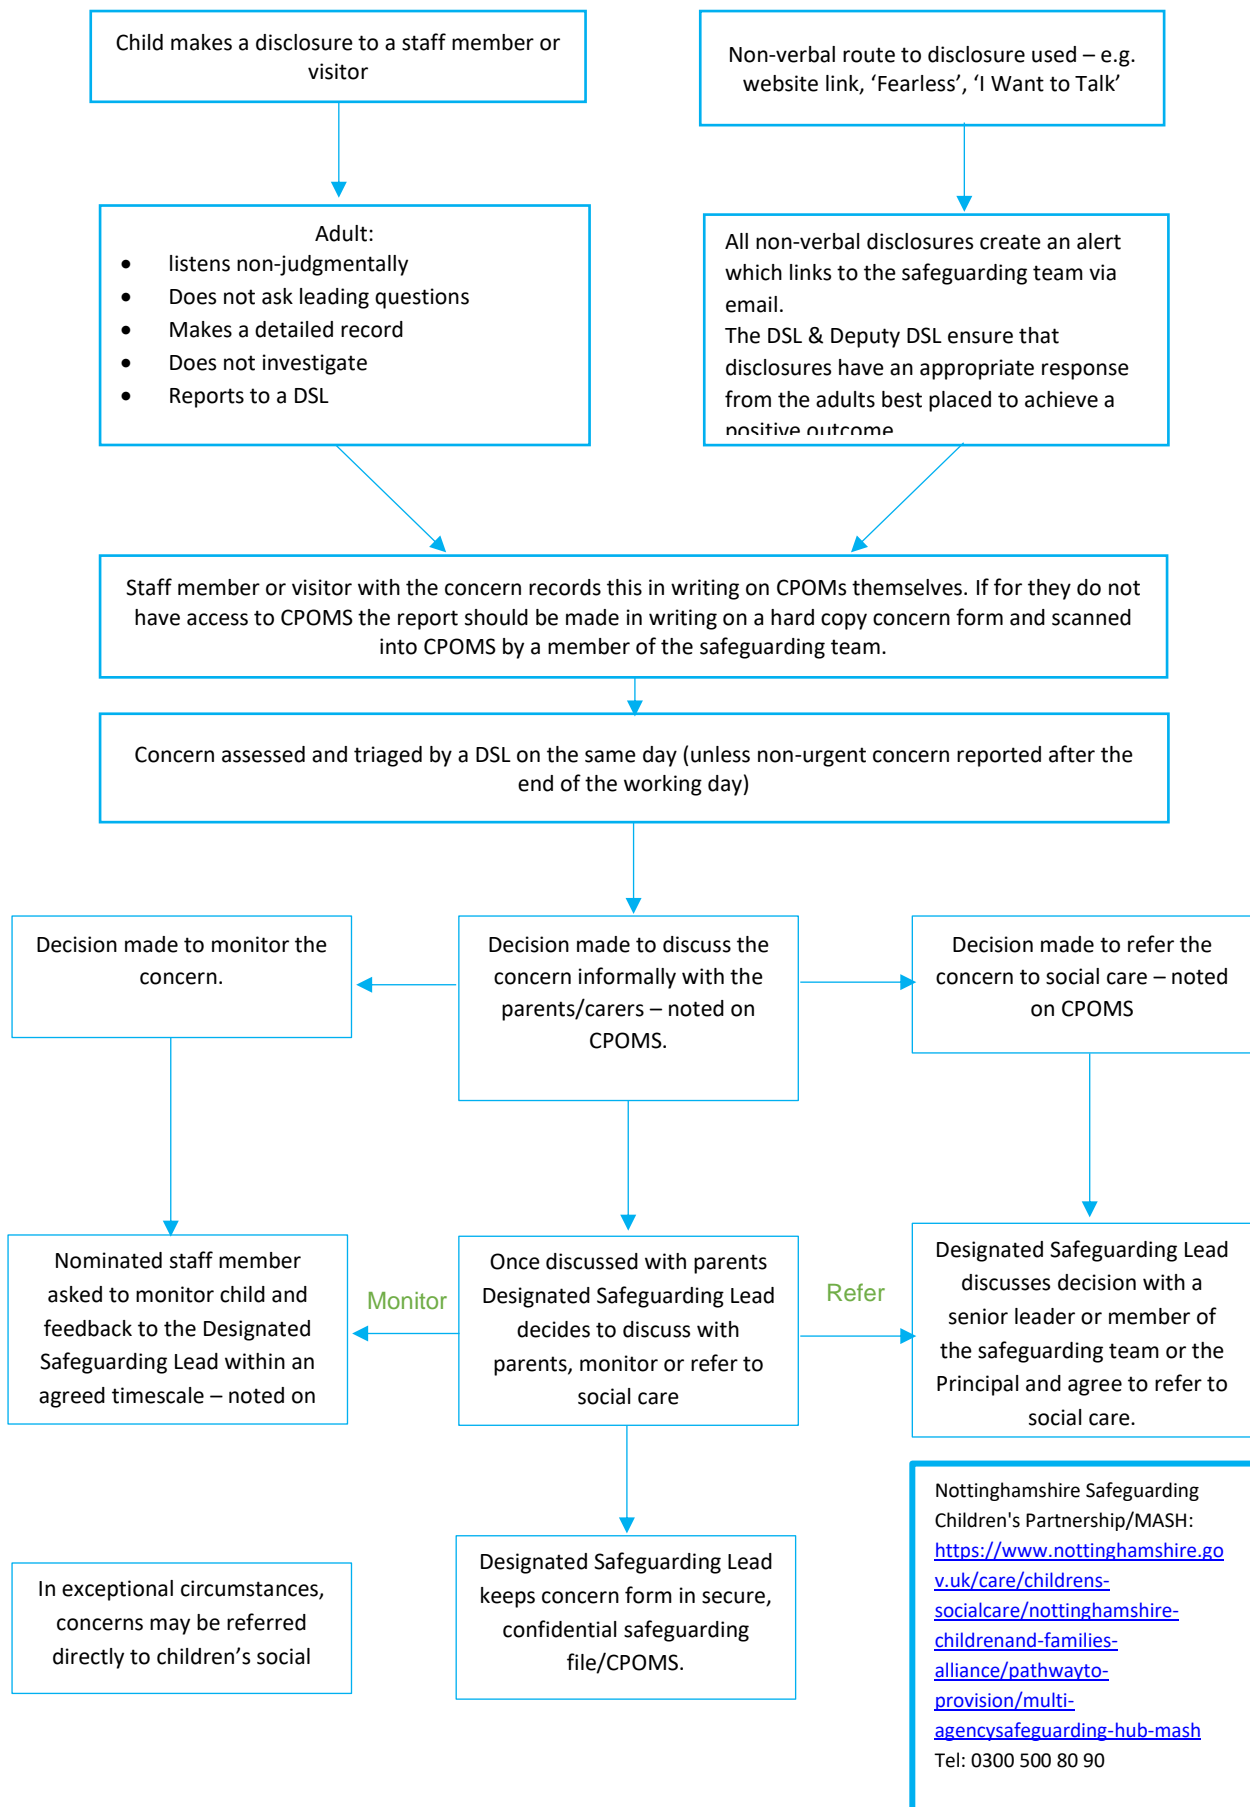 Child makes a disclosure to a staff member or
visitor
Non-verbal route to disclosure used – e.g.
website link, ‘Fearless’, ‘I Want to Talk’
Adult:
• listens non-judgmentally
• Does not ask leading questions
• Makes a detailed record
• Does not investigate
• Reports to a DSL
All non-verbal disclosures create an alert
which links to the safeguarding team via
email.
The DSL & Deputy DSL ensure that
disclosures have an appropriate response
from the adults best placed to achieve a
positive outcome
Staff member or visitor with the concern records this in writing on CPOMs themselves. If for they do not
have access to CPOMS the report should be made in writing on a hard copy concern form and scanned
into CPOMS by a member of the safeguarding team.
Concern assessed and triaged by a DSL on the same day (unless non-urgent concern reported after the
end of the working day)
Decision made to monitor the
concern.
Decision made to discuss the
concern informally with the
parents/carers – noted on
CPOMS.
Decision made to refer the
concern to social care – noted
on CPOMS
Nominated staff member
asked to monitor child and
feedback to the Designated
Safeguarding Lead within an
agreed timescale – noted on
Monitor
Once discussed with parents
Designated Safeguarding Lead
decides to discuss with
parents, monitor or refer to
social care
Refer
Designated Safeguarding Lead
discusses decision with a
senior leader or member of
the safeguarding team or the
Principal and agree to refer to
social care.
In exceptional circumstances,
concerns may be referred
directly to children’s social
Designated Safeguarding Lead
keeps concern form in secure,
confidential safeguarding
file/CPOMS.
Nottinghamshire Safeguarding
Children's Partnership/MASH:
https://www.nottinghamshire.go
v.uk/care/childrens-
socialcare/nottinghamshire-
childrenand-families-
alliance/pathwayto-
provision/multi-
agencysafeguarding-hub-mash
Tel: 0300 500 80 90